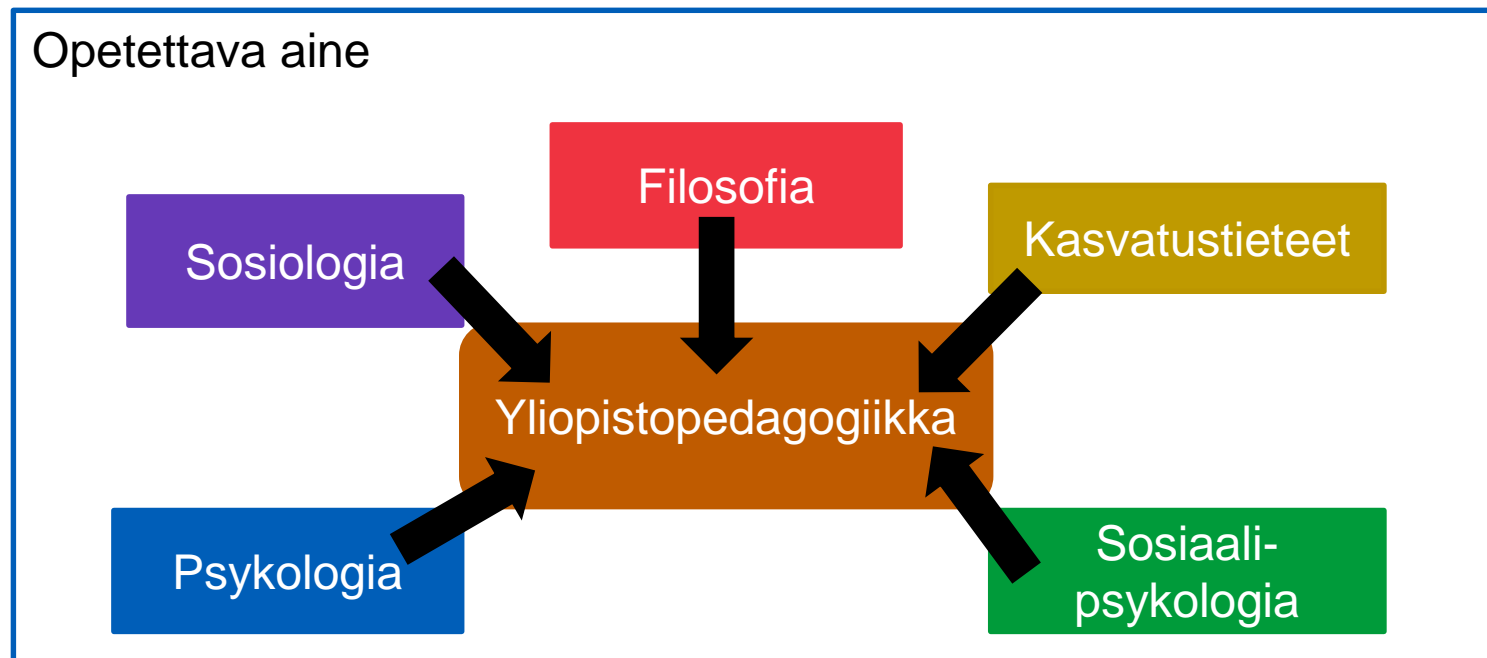 Opetettava aine
Filosofia
Sosiologia
Kasvatustieteet
Yliopistopedagogiikka
Psykologia
Sosiaali-
psykologia